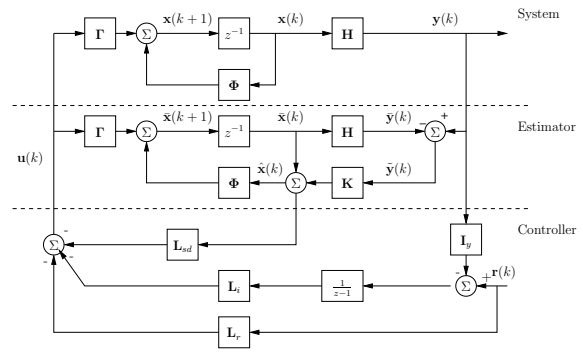 System
x(k + 1)
x(k)
y(k)
Γ
Σ
z⁻¹
H
Φ
Estimator
x̄(k + 1)
x̄(k)
ȳ(k)
−
+
Γ
Σ
z⁻¹
H
Σ
u(k)
x̂(k)
ỹ(k)
Φ
Σ
K
Controller
-
Σ
L_sd
I_y
-
-
-
L_i
1/(z−1)
Σ
+
r(k)
L_r